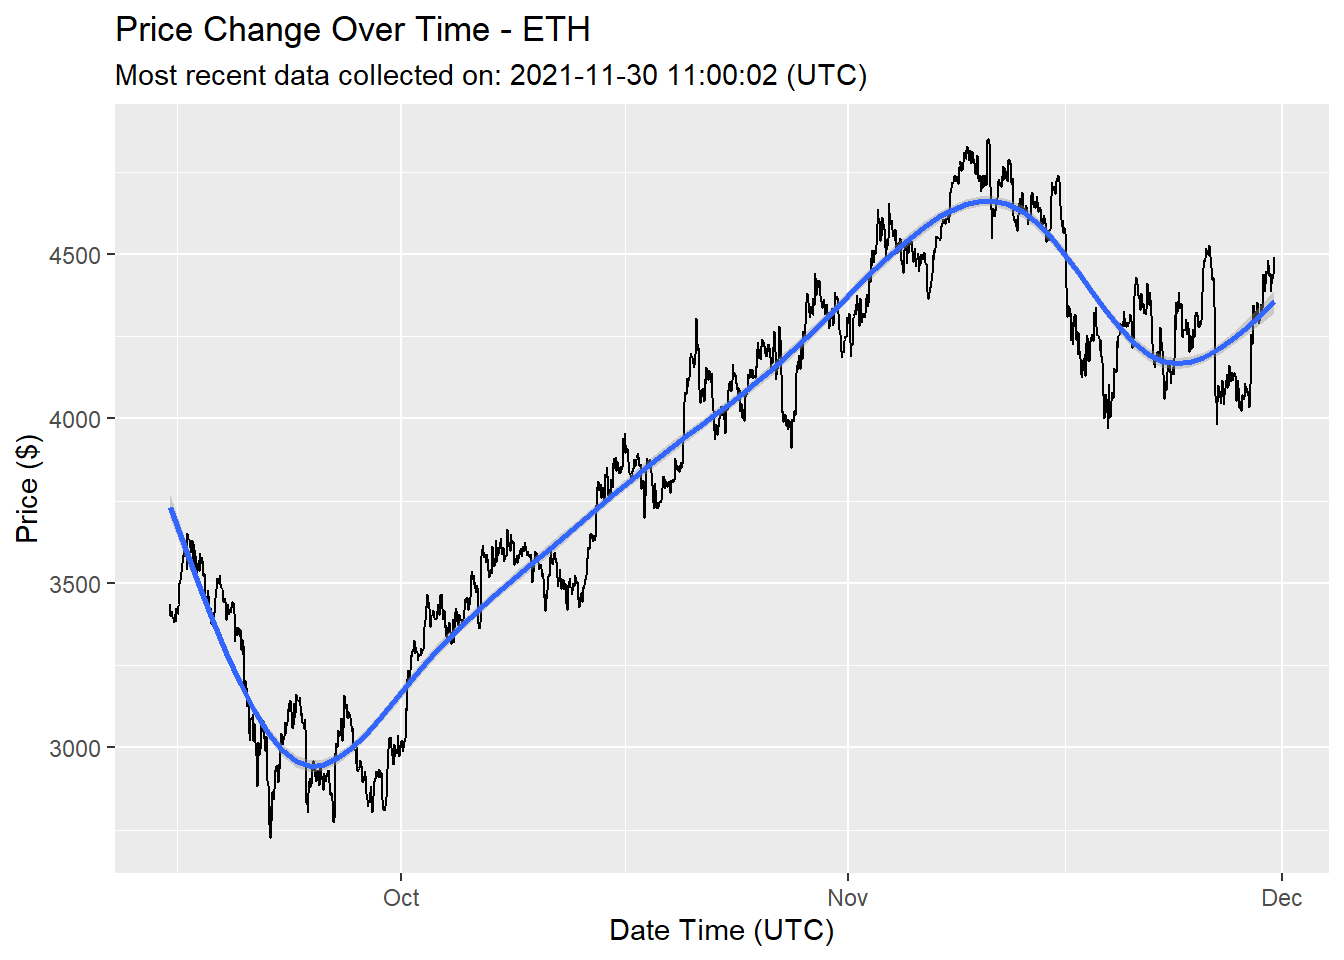 Price Change Over Time - ETH
Most recent data collected on: 2021-11-30 11:00:02 (UTC)
Price ($)
4500
4000
3500
3000
Oct Nov Dec
Date Time (UTC)